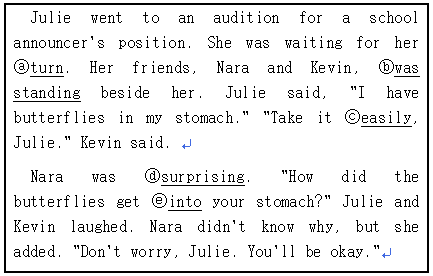 Julie went to an audition for a school
announcer's position. She was waiting for her
ⓐturn. Her friends, Nara and Kevin, ⓑwas
standing beside her. Julie said, "I have
butterflies in my stomach." "Take it ⓒeasily,
Julie." Kevin said. ↵
Nara was ⓓsurprising. "How did the
butterflies get ⓔinto your stomach?" Julie and
Kevin laughed. Nara didn't know why, but she
added. "Don't worry, Julie. You'll be okay."↵